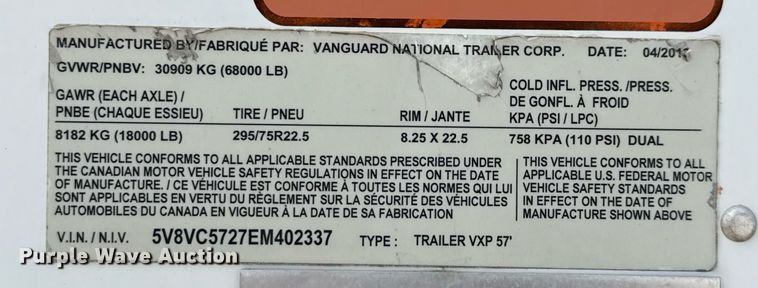 MANUFACTURED BY/FABRIQUÉ PAR: VANGUARD NATIONAL TRAILER CORP. DATE: 04/2013
GVWR/PNBV: 30909 KG (68000 LB)
GAWR (EACH AXLE) /
PNBE (CHAQUE ESSIEU) TIRE / PNEU RIM / JANTE
COLD INFL. PRESS. /PRESS.
DE GONFL. À FROID
KPA (PSI / LPC)
8182 KG (18000 LB) 295/75R22.5 8.25 X 22.5 758 KPA (110 PSI) DUAL
THIS VEHICLE CONFORMS TO ALL APPLICABLE STANDARDS PRESCRIBED UNDER
THE CANADIAN MOTOR VEHICLE SAFETY REGULATIONS IN EFFECT ON THE DATE
OF MANUFACTURE. / CE VÉHICULE EST CONFORME À TOUTES LES NORMES QUI LUI
SONT APPLICABLES EN VERTU DU RÈGLEMENT SUR LA SÉCURITÉ DES VÉHICULES
AUTOMOBILES DU CANADA EN VIGUEUR À LA DATE DE SA FABRICATION
THIS VEHICLE CONFORMS TO ALL
APPLICABLE U.S. FEDERAL MOTOR
VEHICLE SAFETY STANDARDS
IN EFFECT ON THE DATE OF
MANUFACTURE SHOWN ABOVE
V.I.N. / N.I.V. 5V8VC5727EM402337 TYPE : TRAILER VXP 57'
Purple Wave Auction